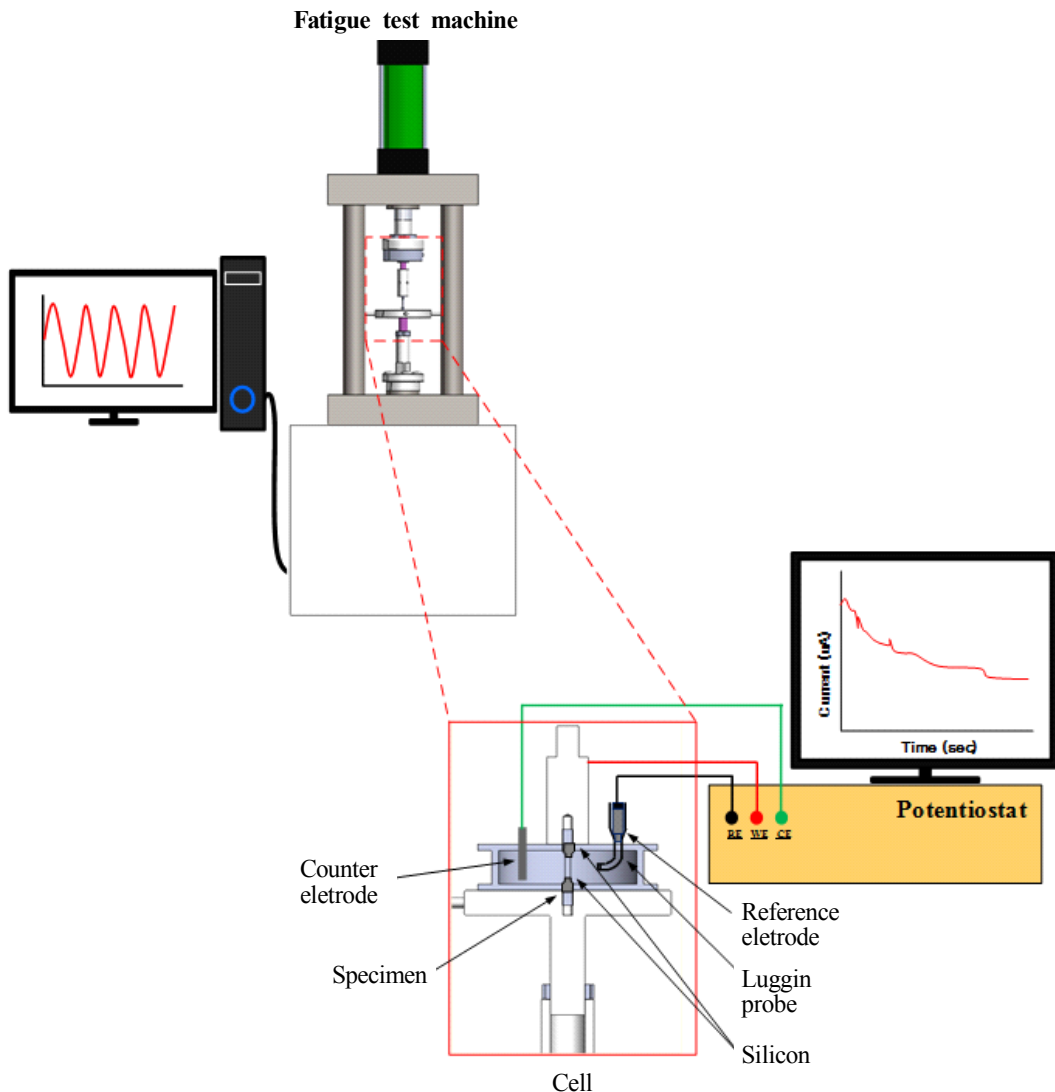 Fatigue test machine
Current (uA)
Time (sec)
Potentiostat
RE WE CE
Counter
eletrode
Specimen
Reference
eletrode
Luggin
probe
Silicon
Cell